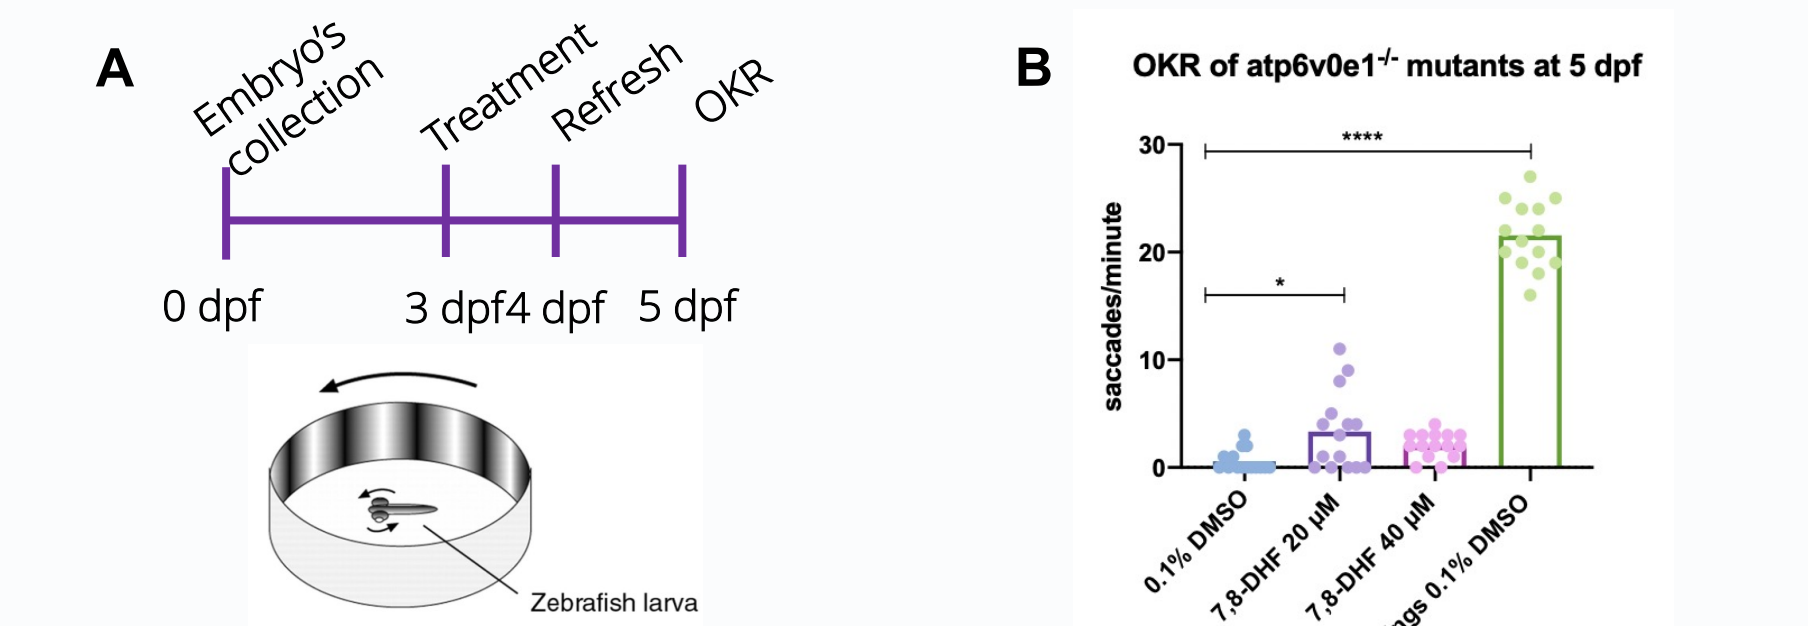 A
Embryo's
collection
Treatment
Refresh
OKR
0 dpf
3 dpf
4 dpf
5 dpf
Zebrafish larva
B
OKR of atp6v0e1-/- mutants at 5 dpf
saccades/minute
30
20
10
0
****
*
0.1% DMSO
7,8-DHF 20 µM
7,8-DHF 40 µM
0.1% DMSO